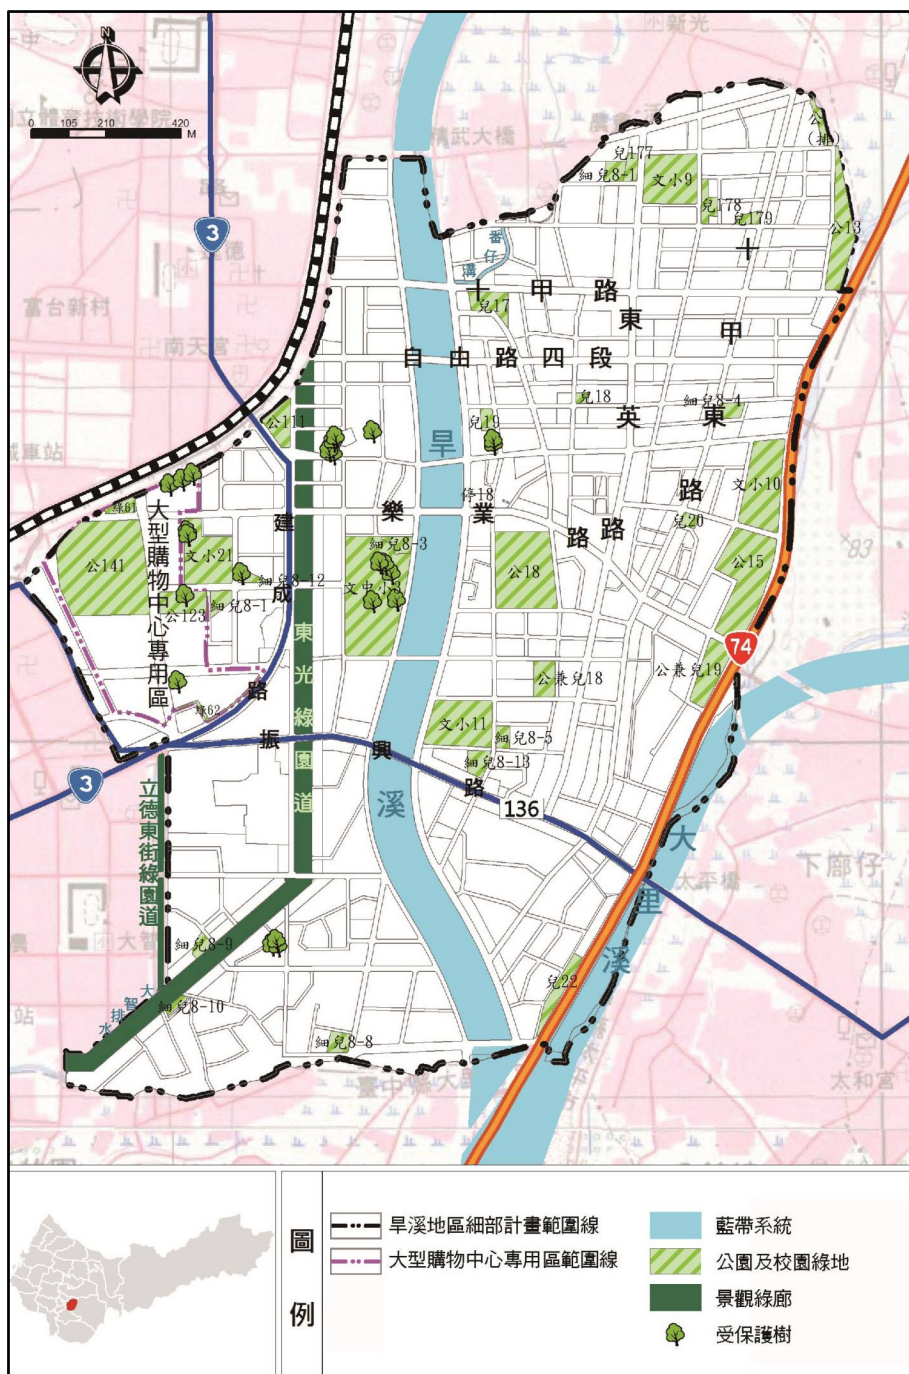 N
0 105 210 420
M
新光
精武大橋
兒177
細兒8-1
文小9
公
(排)
兒178
兒179
公13
3
富台新村
南天宮
番仔溝
十甲路
兒17
東
十甲東路
自由路四段
兒18
細兒8-4
英
路
公111
兒19
旱溪
停18
樂業路
文小10
兒20
綠61
大型購物中心專用區
公141
文小21
建成路
細兒8-3
文中小3
公18
公15
細兒8-12
公123
細兒8-1
東光綠園道
74
83
公兼兒18
公兼兒19
綠62
文小11
細兒8-5
細兒8-13
振興路
136
3
立德東街綠園道
大里溪
太平橋
下廍仔
大智
細兒8-9
細兒8-10
大智排水
兒22
細兒8-8
太和宮
圖例
旱溪地區細部計畫範圍線
大型購物中心專用區範圍線
藍帶系統
公園及校園綠地
景觀綠廊
受保護樹